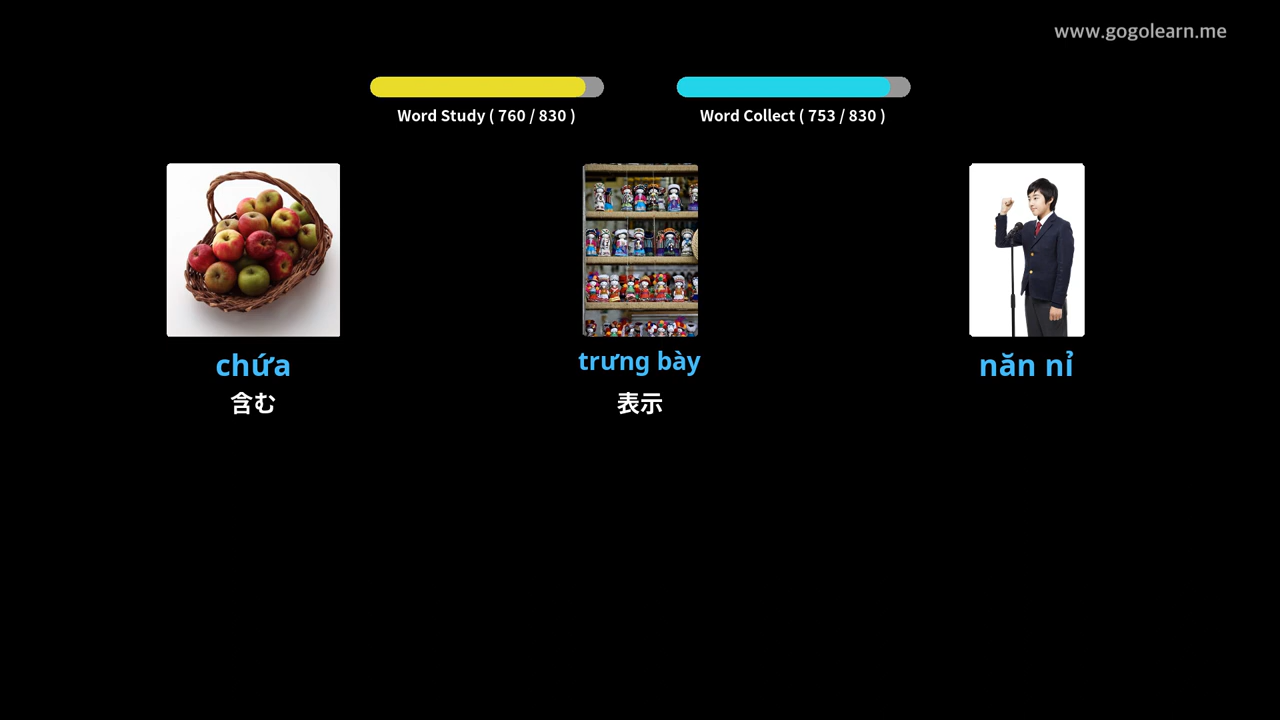 www.gogolearn.me
Word Study ( 760 / 830 )
Word Collect ( 753 / 830 )
chứa
含む
trưng bày
表示
năn nỉ